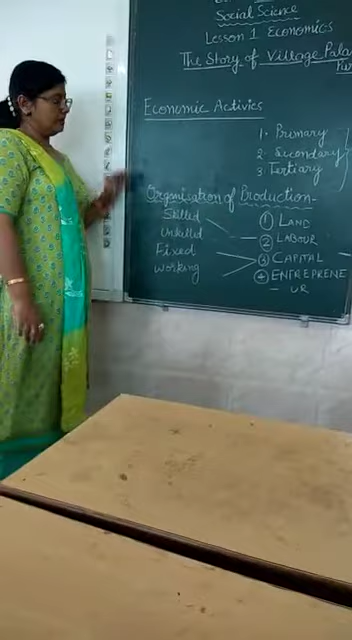 Social Science
Lesson 1 Economics
The Story of Village Pala
Economic Activies
1. Primary
2. Secondary
3 Tertiary
Organisation of Production-
Skilled
① LAND
Unkilled
② LABOUR
Fixed
③ CAPITAL
working
④ ENTREPRENE
- UR